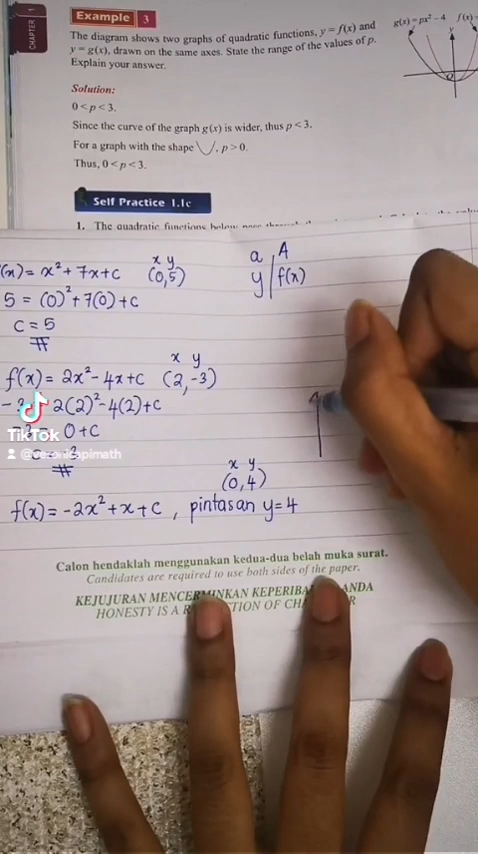 CHAPTER 1
Example 3
The diagram shows two graphs of quadratic functions, y = f(x) and
y = g(x), drawn on the same axes. State the range of the values of p.
Explain your answer.
g(x) = px² – 4 f(x) =
y
O
Solution:
0 < p < 3.
Since the curve of the graph g(x) is wider, thus p < 3.
For a graph with the shape , p > 0.
Thus, 0 < p < 3.
Self Practice 1.1c
1. The quadratic functions below
(x) = x² + 7x + c
x y
(0,5)
5 = (0)² + 7(0) + c
c = 5
a A
y f(x)
f(x) = 2x² - 4x + c
x y
(2,-3)
2(2)² - 4(2) + c
0 + c
x y
(0,4)
f(x) = -2x² + x + c , pintasan y = 4
TikTok
Calon hendaklah menggunakan kedua-dua belah muka surat.
Candidates are required to use both sides of the paper.
KEJUJURAN
HONESTY IS A